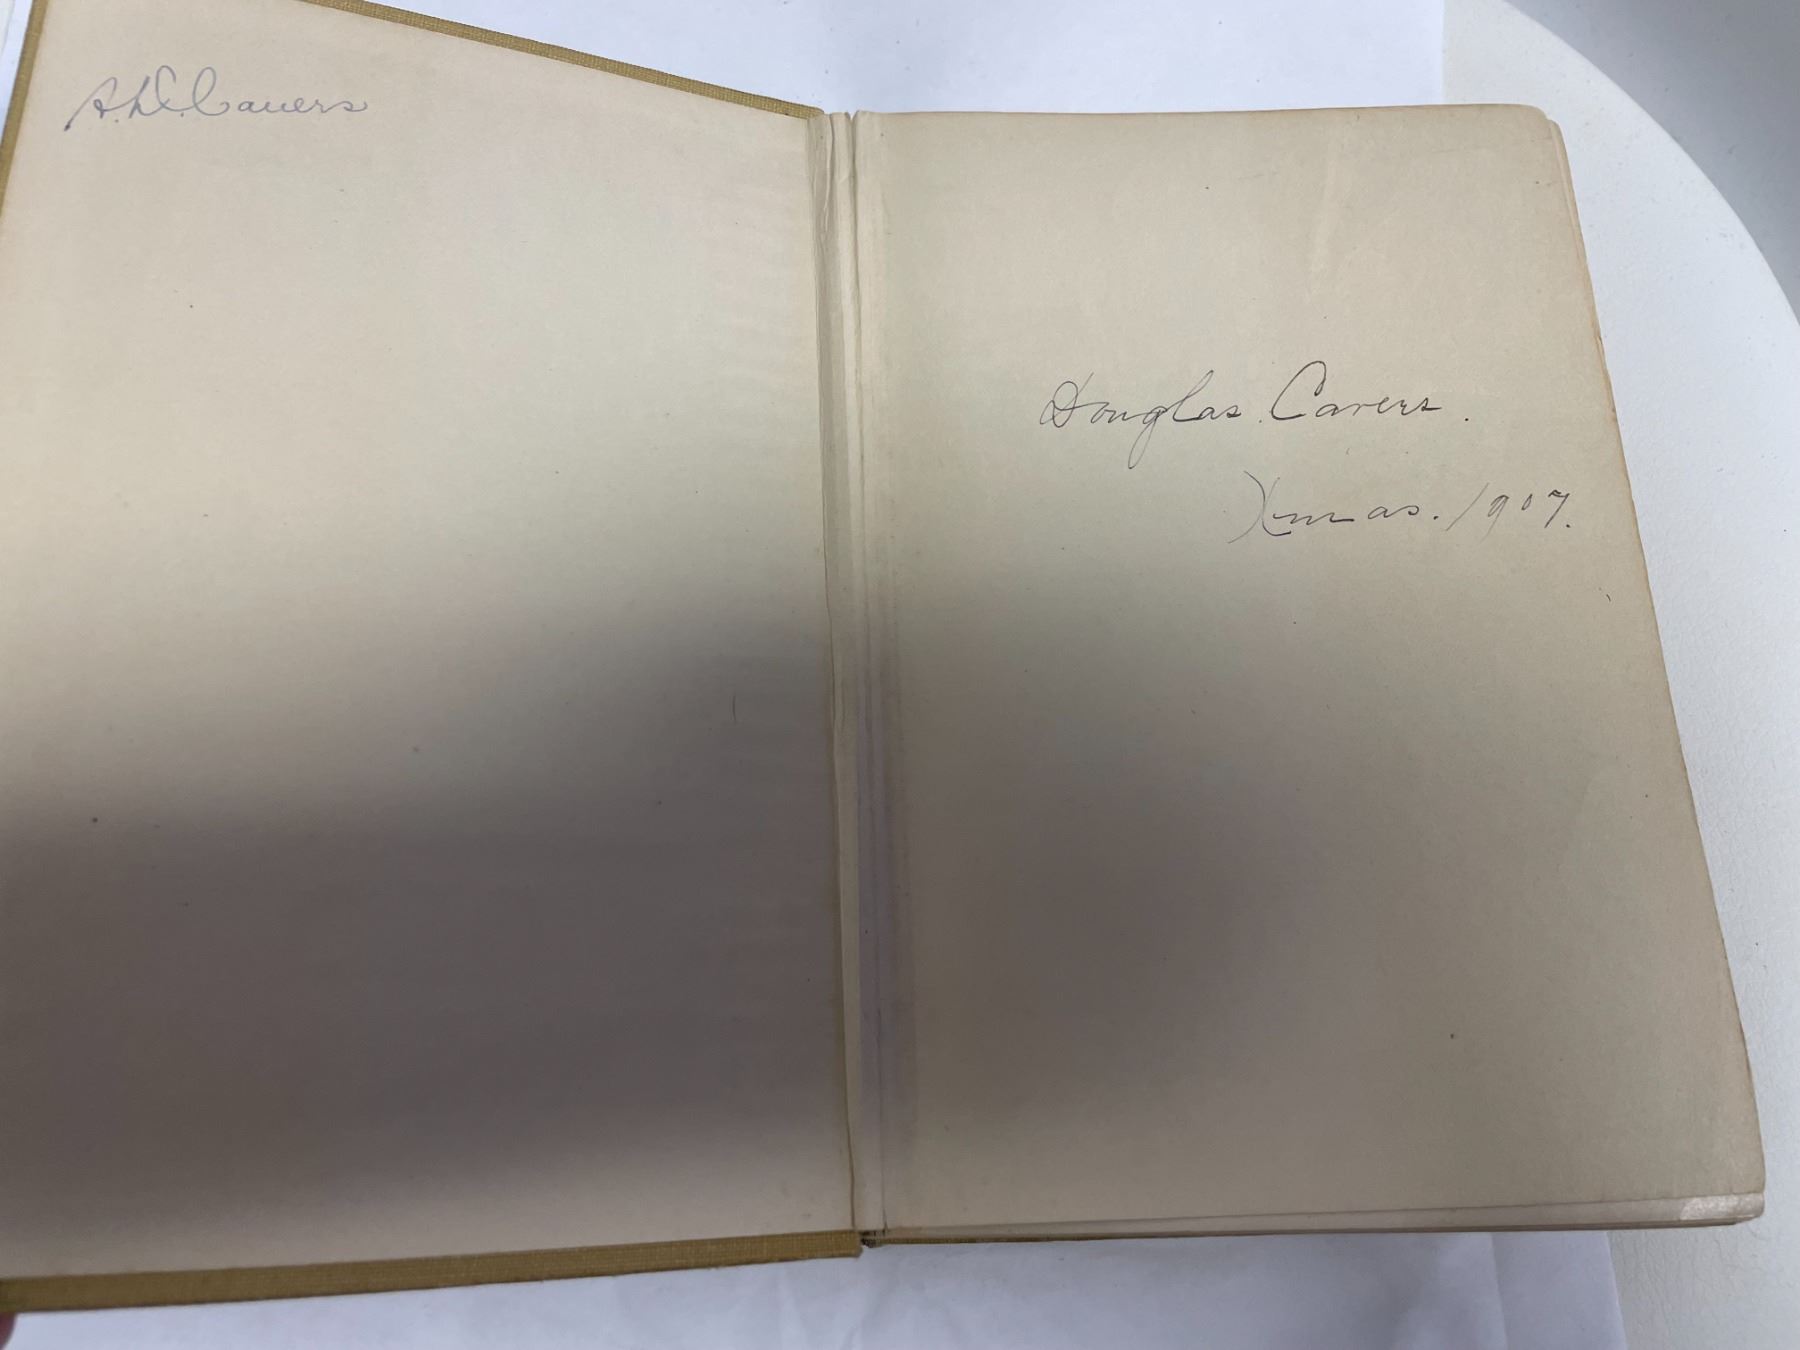 A. D. Cavers
Douglas Cavers.
Xmas. 1907.